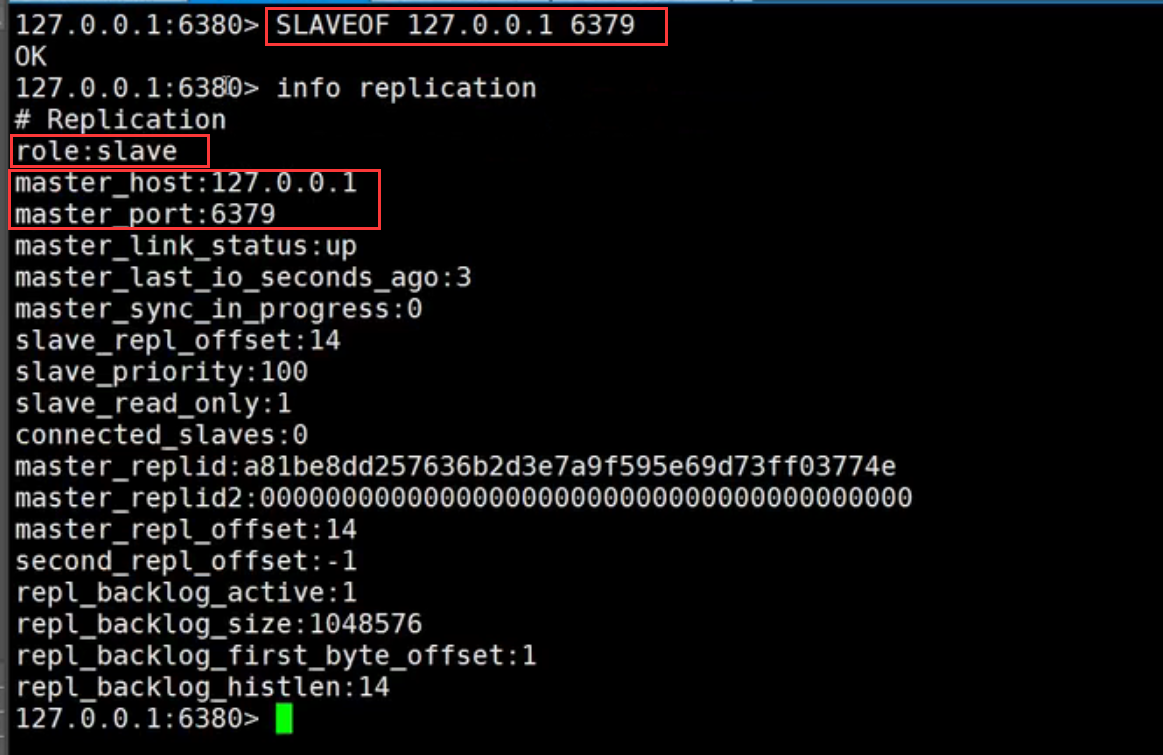 127.0.0.1:6380> SLAVEOF 127.0.0.1 6379
OK
127.0.0.1:6380> info replication
# Replication
role:slave
master_host:127.0.0.1
master_port:6379
master_link_status:up
master_last_io_seconds_ago:3
master_sync_in_progress:0
slave_repl_offset:14
slave_priority:100
slave_read_only:1
connected_slaves:0
master_replid:a81be8dd257636b2d3e7a9f595e69d73ff03774e
master_replid2:0000000000000000000000000000000000000000
master_repl_offset:14
second_repl_offset:-1
repl_backlog_active:1
repl_backlog_size:1048576
repl_backlog_first_byte_offset:1
repl_backlog_histlen:14
127.0.0.1:6380>